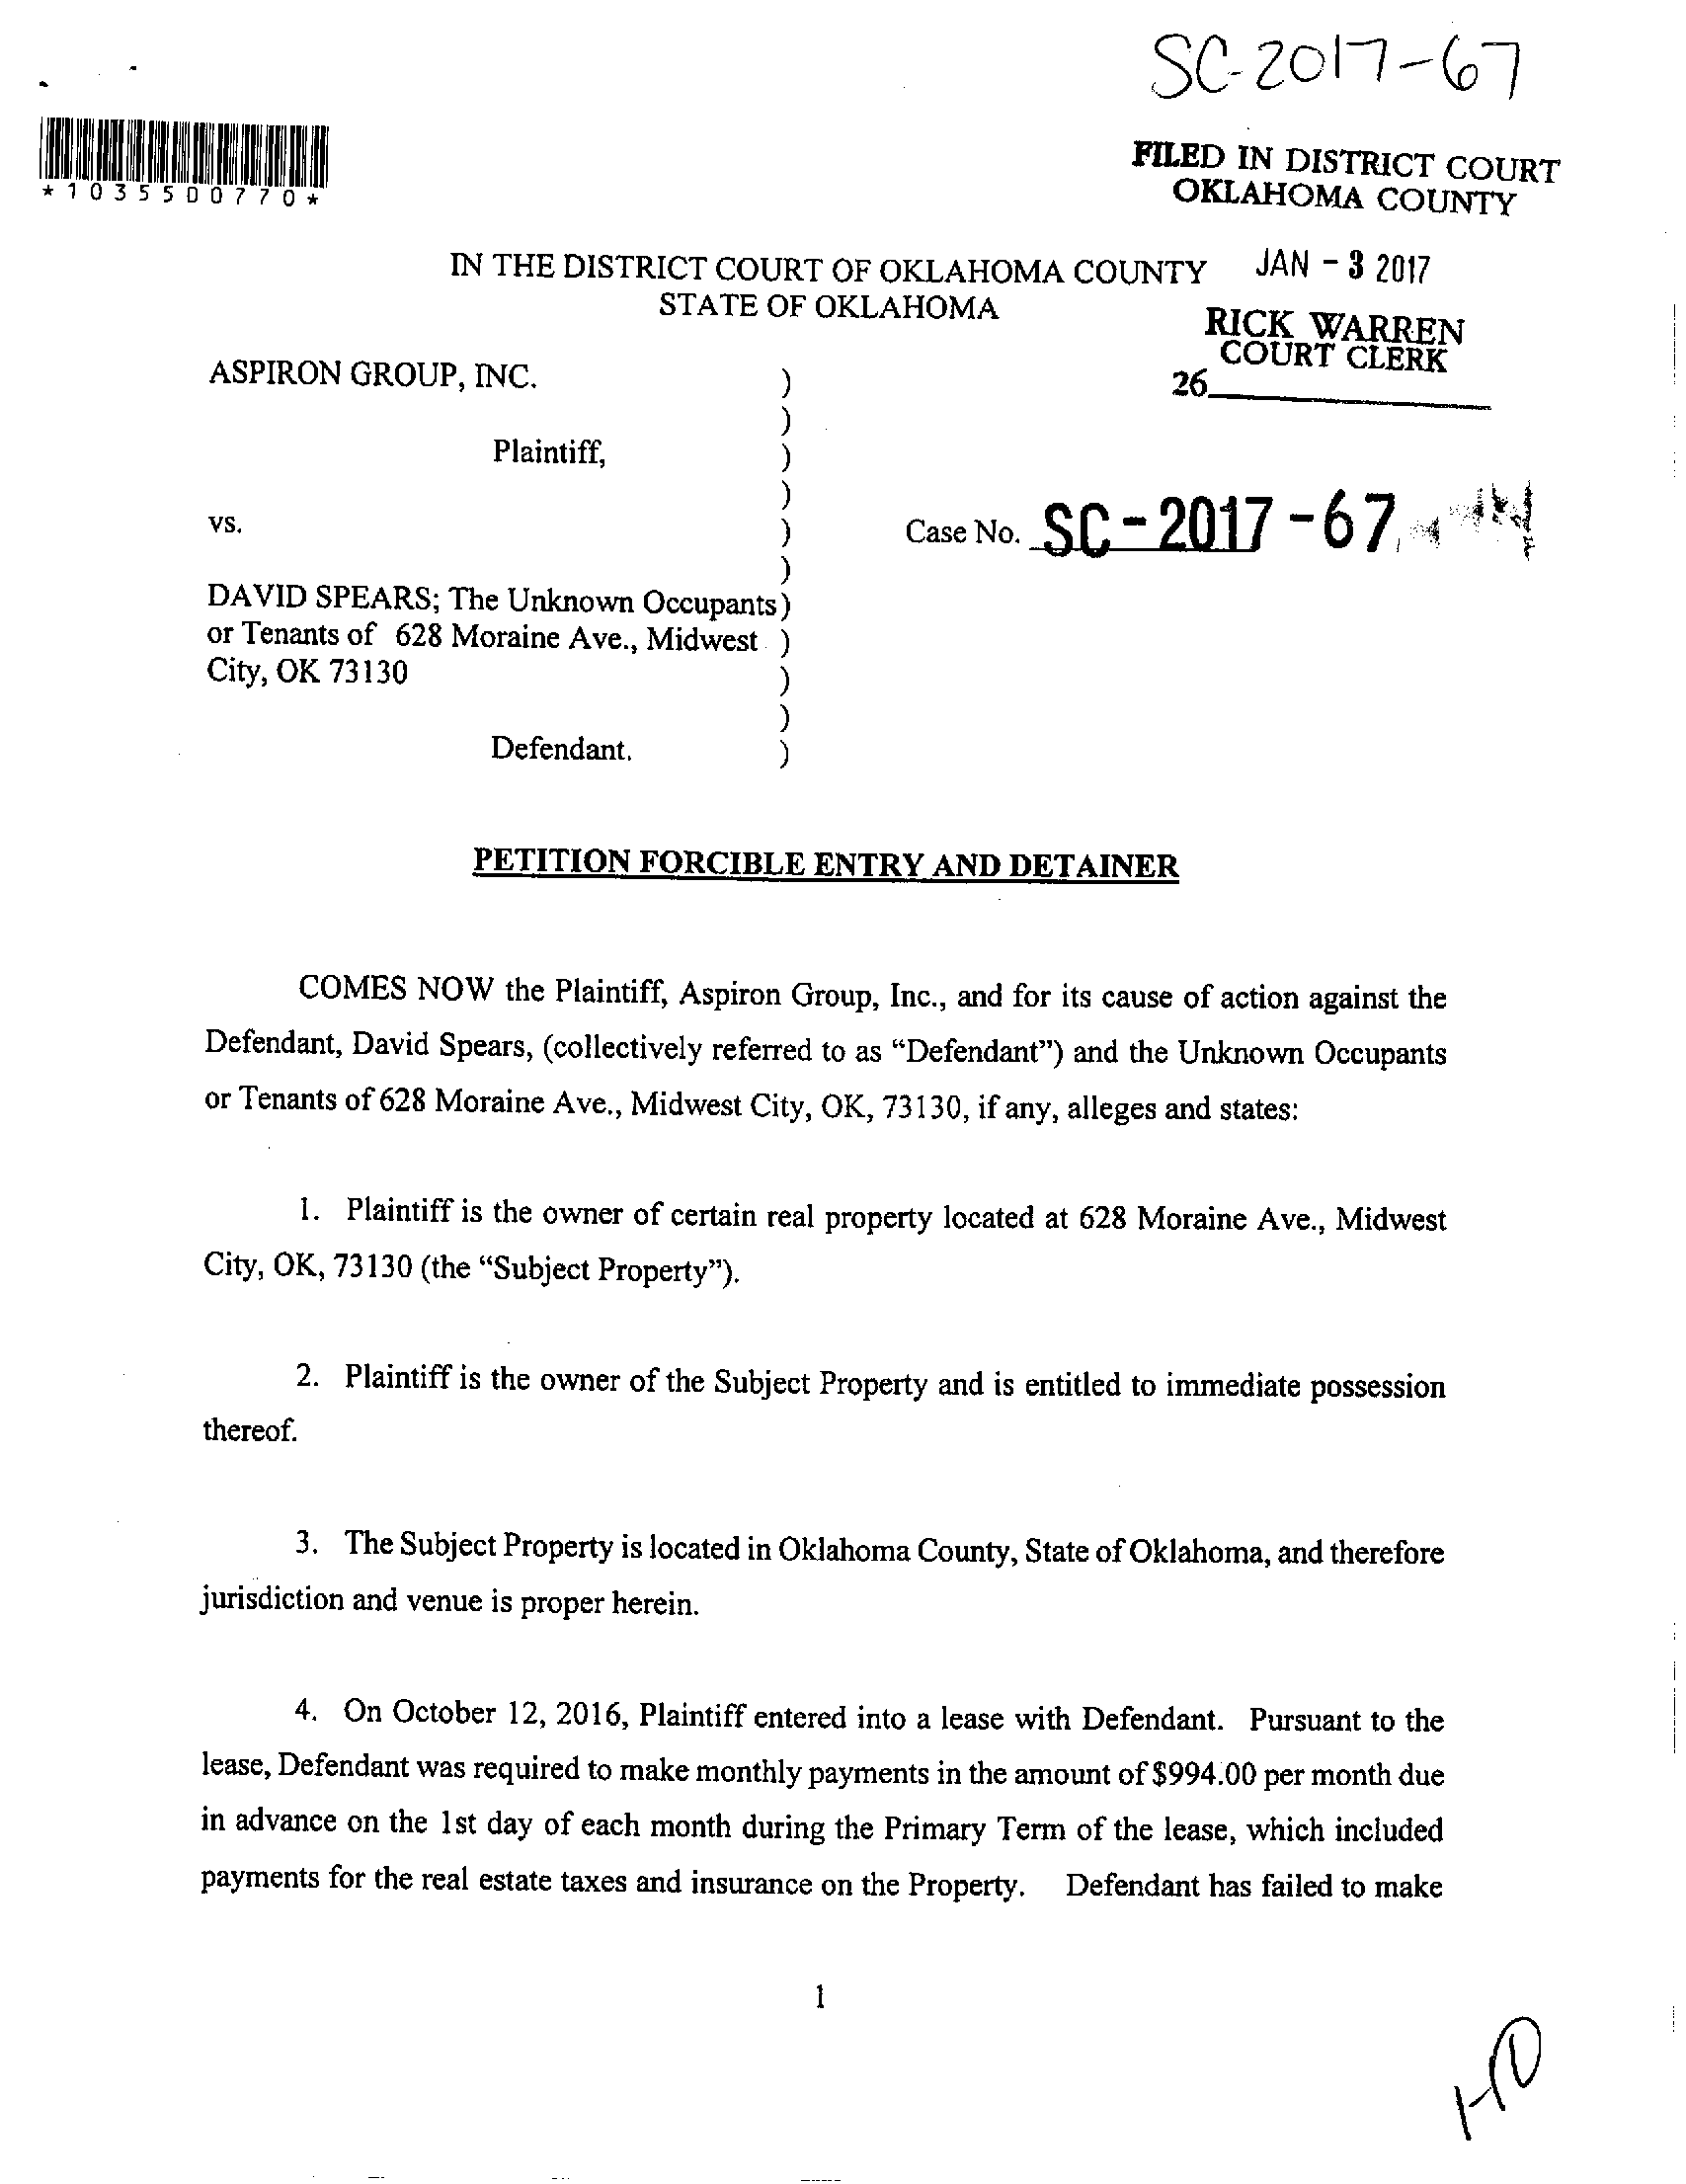 SC-2017-67
*1035500770*
FILED IN DISTRICT COURT
OKLAHOMA COUNTY
IN THE DISTRICT COURT OF OKLAHOMA COUNTY
STATE OF OKLAHOMA
JAN - 3 2017
RICK WARREN
COURT CLERK
26
ASPIRON GROUP, INC. )
)
Plaintiff, )
)
vs. )
Case No. SC-2017-67
)
DAVID SPEARS; The Unknown Occupants )
or Tenants of 628 Moraine Ave., Midwest )
City, OK 73130 )
)
Defendant. )
PETITION FORCIBLE ENTRY AND DETAINER
COMES NOW the Plaintiff, Aspiron Group, Inc., and for its cause of action against the
Defendant, David Spears, (collectively referred to as “Defendant”) and the Unknown Occupants
or Tenants of 628 Moraine Ave., Midwest City, OK, 73130, if any, alleges and states:
1. Plaintiff is the owner of certain real property located at 628 Moraine Ave., Midwest
City, OK, 73130 (the “Subject Property”).
2. Plaintiff is the owner of the Subject Property and is entitled to immediate possession
thereof.
3. The Subject Property is located in Oklahoma County, State of Oklahoma, and therefore
jurisdiction and venue is proper herein.
4. On October 12, 2016, Plaintiff entered into a lease with Defendant. Pursuant to the
lease, Defendant was required to make monthly payments in the amount of $994.00 per month due
in advance on the 1st day of each month during the Primary Term of the lease, which included
payments for the real estate taxes and insurance on the Property. Defendant has failed to make
1